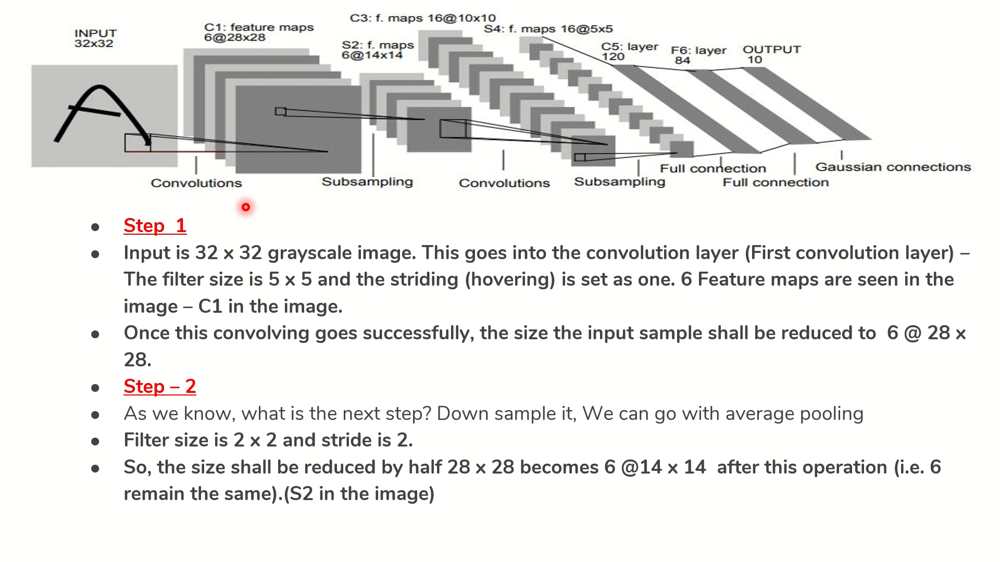 INPUT
32x32
C1: feature maps
6@28x28
C3: f. maps 16@10x10
S2: f. maps
6@14x14
S4: f. maps 16@5x5
C5: layer
120
F6: layer
84
OUTPUT
10
Convolutions
Subsampling
Convolutions
Subsampling
Full connection
Full connection
Gaussian connections
● Step 1
● Input is 32 x 32 grayscale image. This goes into the convolution layer (First convolution layer) –
The filter size is 5 x 5 and the striding (hovering) is set as one. 6 Feature maps are seen in the
image – C1 in the image.
● Once this convolving goes successfully, the size the input sample shall be reduced to 6 @ 28 x
28.
● Step – 2
● As we know, what is the next step? Down sample it, We can go with average pooling
● Filter size is 2 x 2 and stride is 2.
● So, the size shall be reduced by half 28 x 28 becomes 6 @14 x 14 after this operation (i.e. 6
remain the same).(S2 in the image)